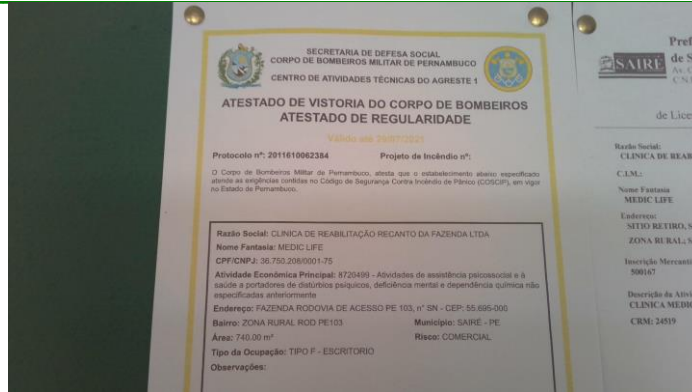 SECRETARIA DE DEFESA SOCIAL
CORPO DE BOMBEIROS MILITAR DE PERNAMBUCO
CENTRO DE ATIVIDADES TÉCNICAS DO AGRESTE 1
ATESTADO DE VISTORIA DO CORPO DE BOMBEIROS
ATESTADO DE REGULARIDADE
Válido até
Protocolo nº: 2011610062384 Projeto de Incêndio nº:
O Corpo de Bombeiros Militar de Pernambuco, atesta que o estabelecimento abaixo especificado
atende as exigências contidas no Código de Segurança Contra Incêndio de Pânico (COSCIP), em vigor
no Estado de Pernambuco.
Razão Social: CLINICA DE REABILITAÇÃO RECANTO DA FAZENDA LTDA
Nome Fantasia: MEDIC LIFE
CPF/CNPJ: 36.750.208/0001-75
Atividade Econômica Principal: 8720499 - Atividades de assistência psicossocial e à
saúde a portadores de distúrbios psíquicos, deficiência mental e dependência química não
especificadas anteriormente
Endereço: FAZENDA RODOVIA DE ACESSO PE 103, n° SN - CEP: 55.695-000
Bairro: ZONA RURAL ROD PE103 Município: SAIRÉ - PE
Área: 740.00 m² Risco: COMERCIAL
Tipo da Ocupação: TIPO F - ESCRITORIO
Observações:
Pref
SAIRÉ de S
Av.
de Lice
Razão Social:
CLINICA DE REAB
C.I.M.:
Nome Fantasia
MEDIC LIFE
Endereço:
SITIO RETIRO, S
ZONA RURAL, S
Inscrição Mercanti
500167
Descrição da Ativi
CLINICA MEDIC
CRM: 24519